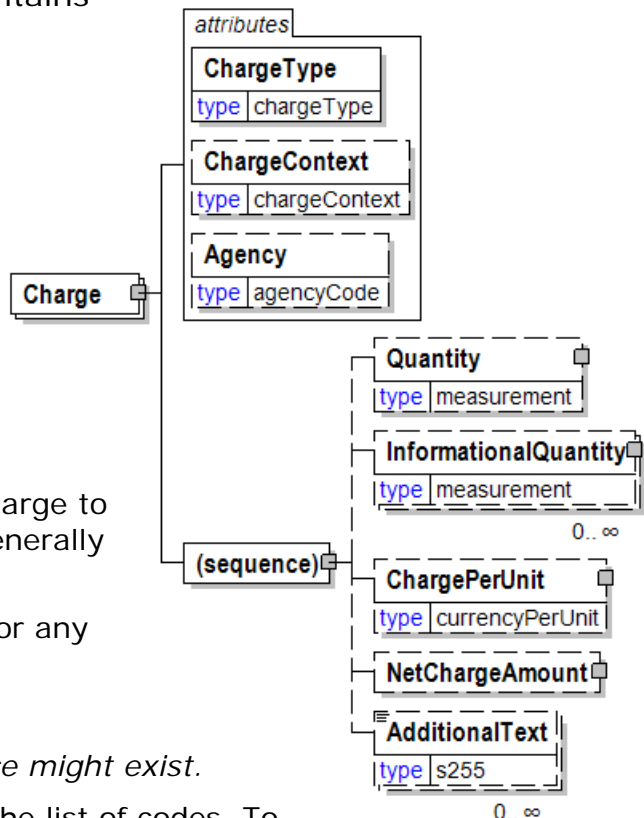 ntains
attributes
ChargeType
type chargeType
ChargeContext
type chargeContext
Agency
type agencyCode
Charge
Quantity
type measurement
InformationalQuantity
type measurement
0..∞
arge to
enerally
(sequence)
ChargePerUnit
type currencyPerUnit
or any
NetChargeAmount
AdditionalText
type s255
e might exist.
0..∞
he list of codes. To